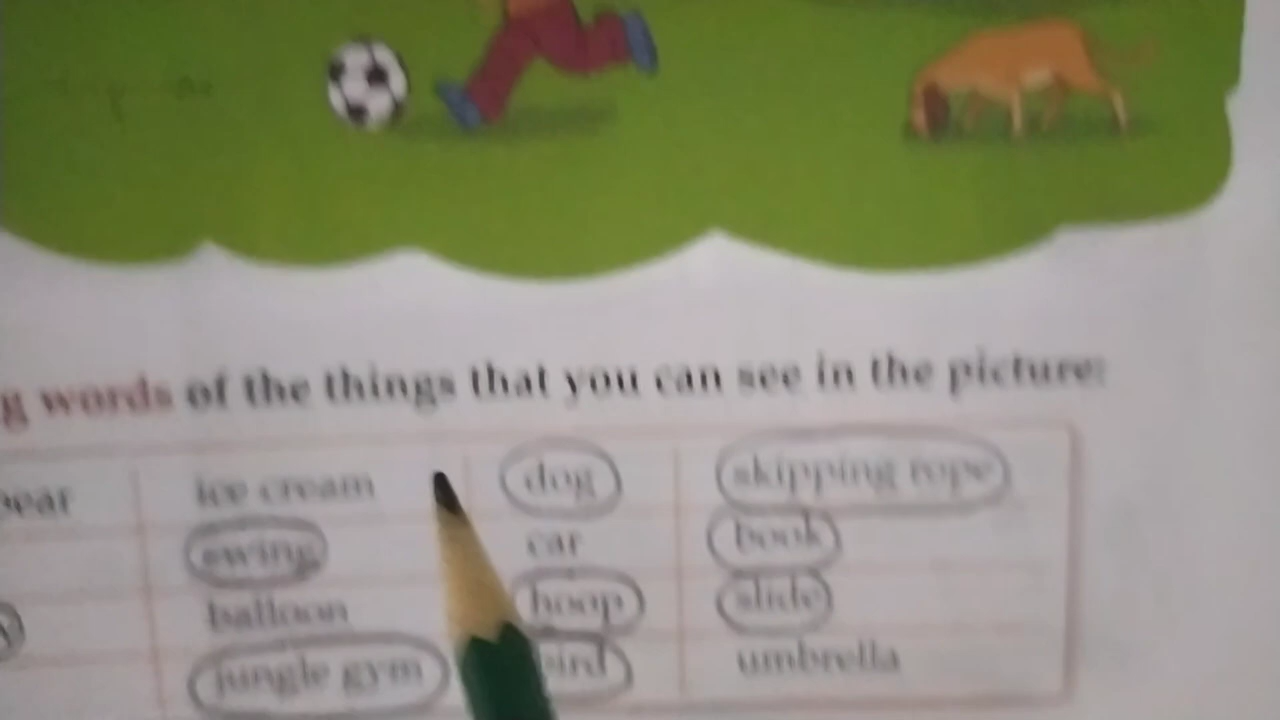 g words of the things that you can see in the picture:
ear ice cream dog skipping rope
swing car book
balloon hoop slide
jungle gym bird umbrella